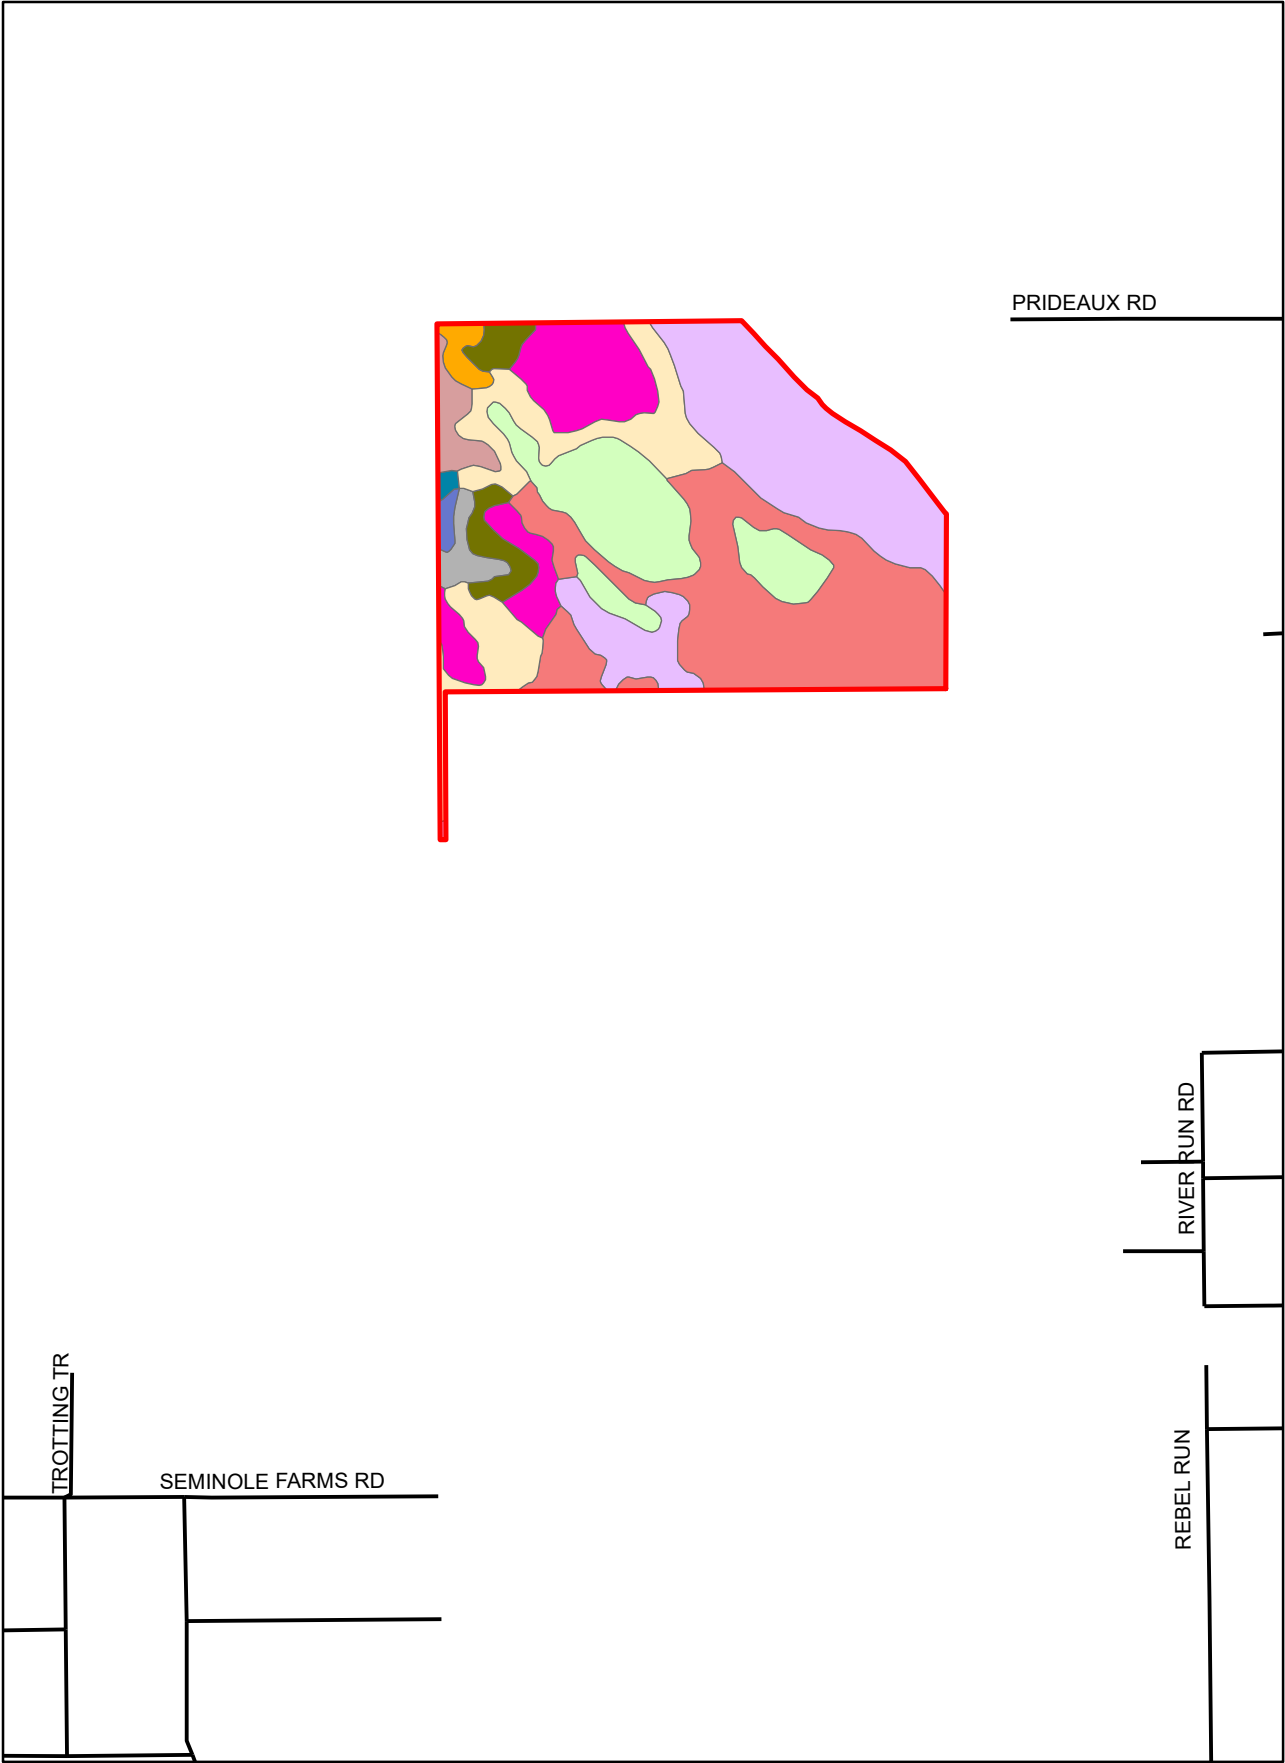 PRIDEAUX RD
RIVER RUN RD
TROTTING TR
SEMINOLE FARMS RD
REBEL RUN